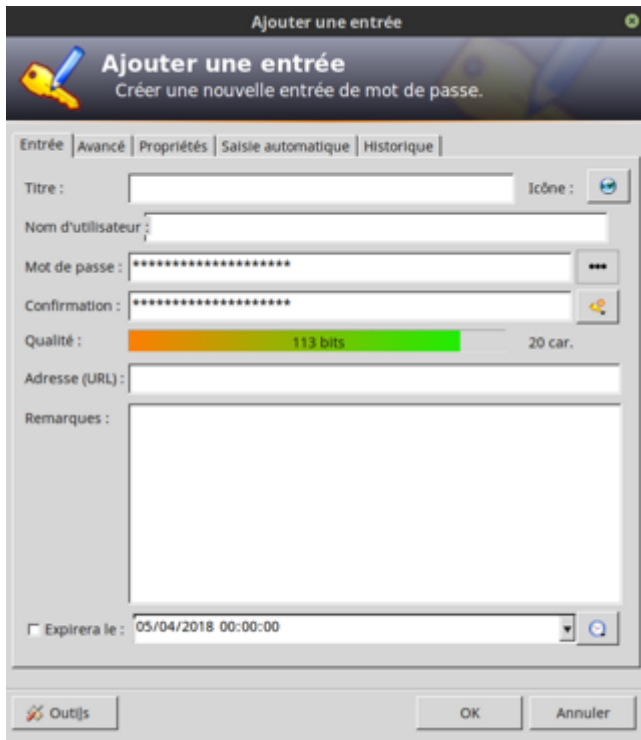 Ajouter une entrée
Ajouter une entrée
Créer une nouvelle entrée de mot de passe.
Entrée Avancé Propriétés Saisie automatique Historique
Titre : Icône :
Nom d'utilisateur :
Mot de passe : ********************
Confirmation : ********************
Qualité : 113 bits 20 car.
Adresse (URL) :
Remarques :
Expirera le : 05/04/2018 00:00:00
Outils OK Annuler